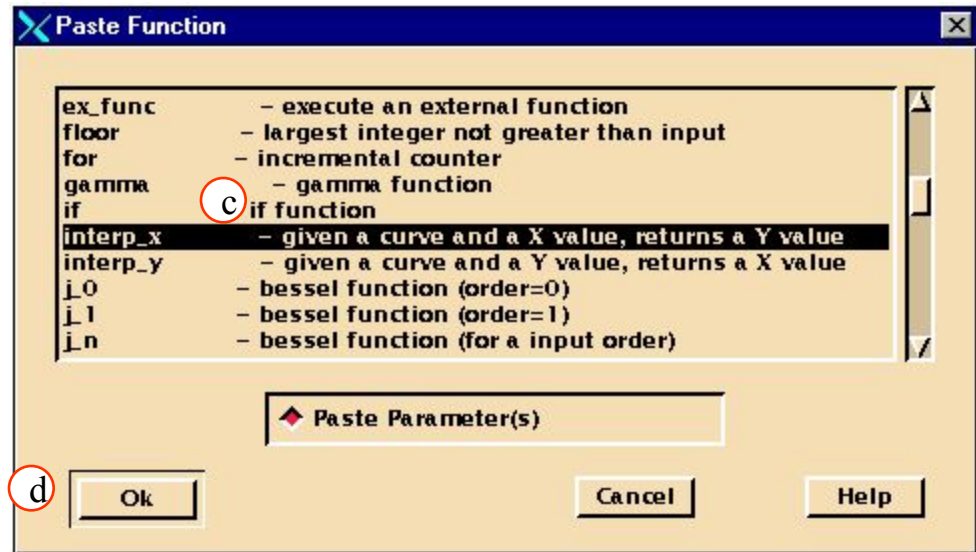 Paste Function
ex_func – execute an external function
floor – largest integer not greater than input
for – incremental counter
gamma – gamma function
if c if function
interp_x – given a curve and a X value, returns a Y value
interp_y – given a curve and a Y value, returns a X value
j_0 – bessel function (order=0)
j_1 – bessel function (order=1)
j_n – bessel function (for a input order)
Paste Parameter(s)
d Ok Cancel Help